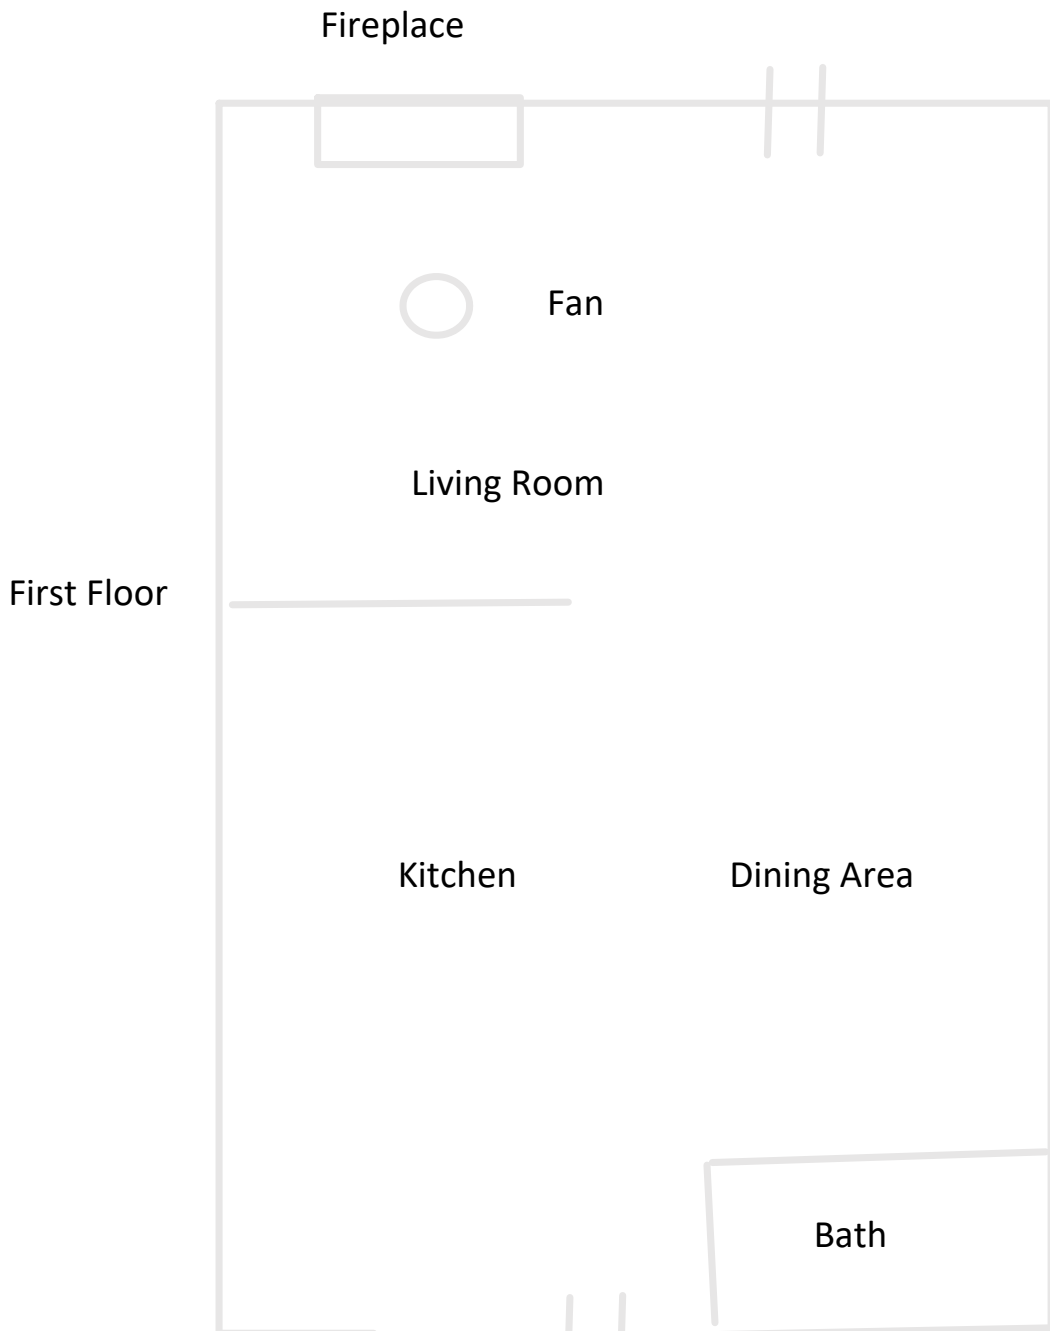 Fireplace
Fan
Living Room
First Floor
Kitchen
Dining Area
Bath